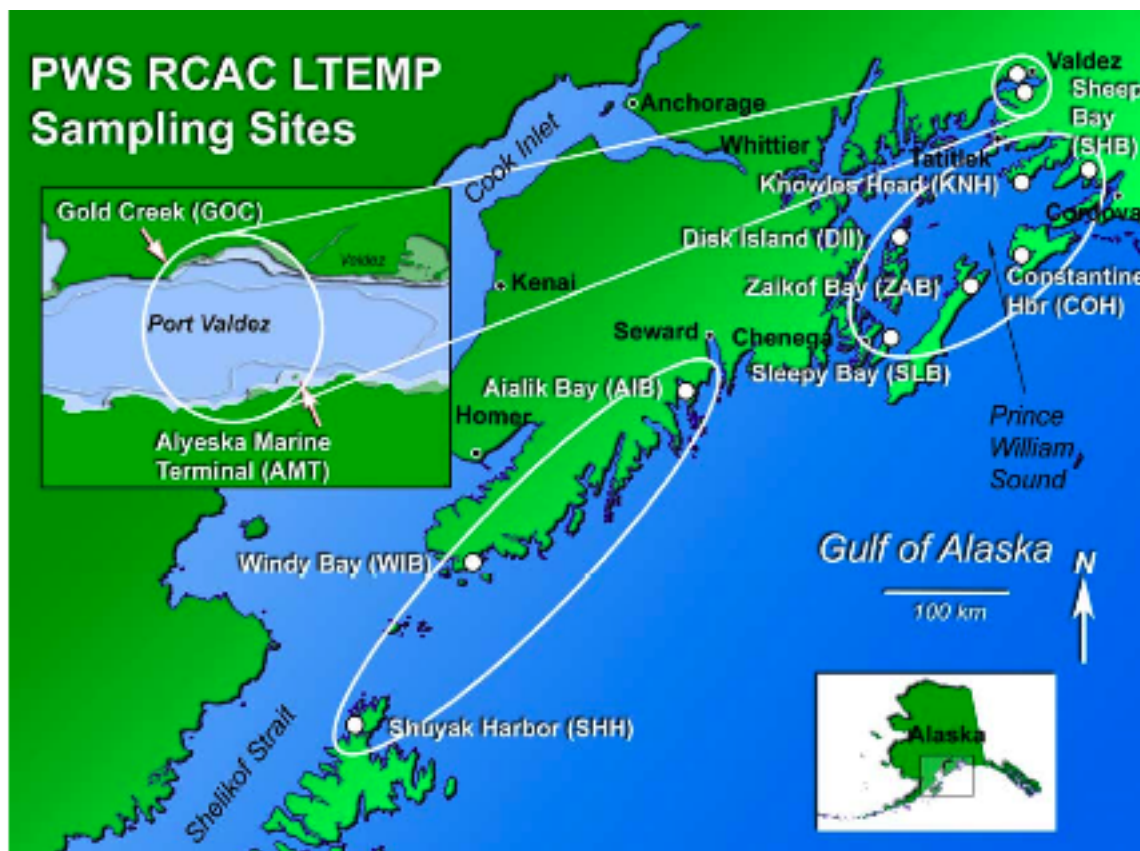 PWS RCAC LTEMP
Sampling Sites
Gold Creek (GOC)
Valdez
Port Valdez
Alyeska Marine
Terminal (AMT)
Cook Inlet
Anchorage
Whittier
Valdez
Sheep
Bay
(SHB)
Tatitlek
Knowles Head (KNH)
Cordova
Disk Island (DII)
Zaikof Bay (ZAB)
Constantine
Hbr (COH)
Kenai
Seward
Chenega
Sleepy Bay (SLB)
Aialik Bay (AIB)
Homer
Prince
William
Sound
Windy Bay (WIB)
Gulf of Alaska
100 km
N
Shuyak Harbor (SHH)
Shelikof Strait
Alaska